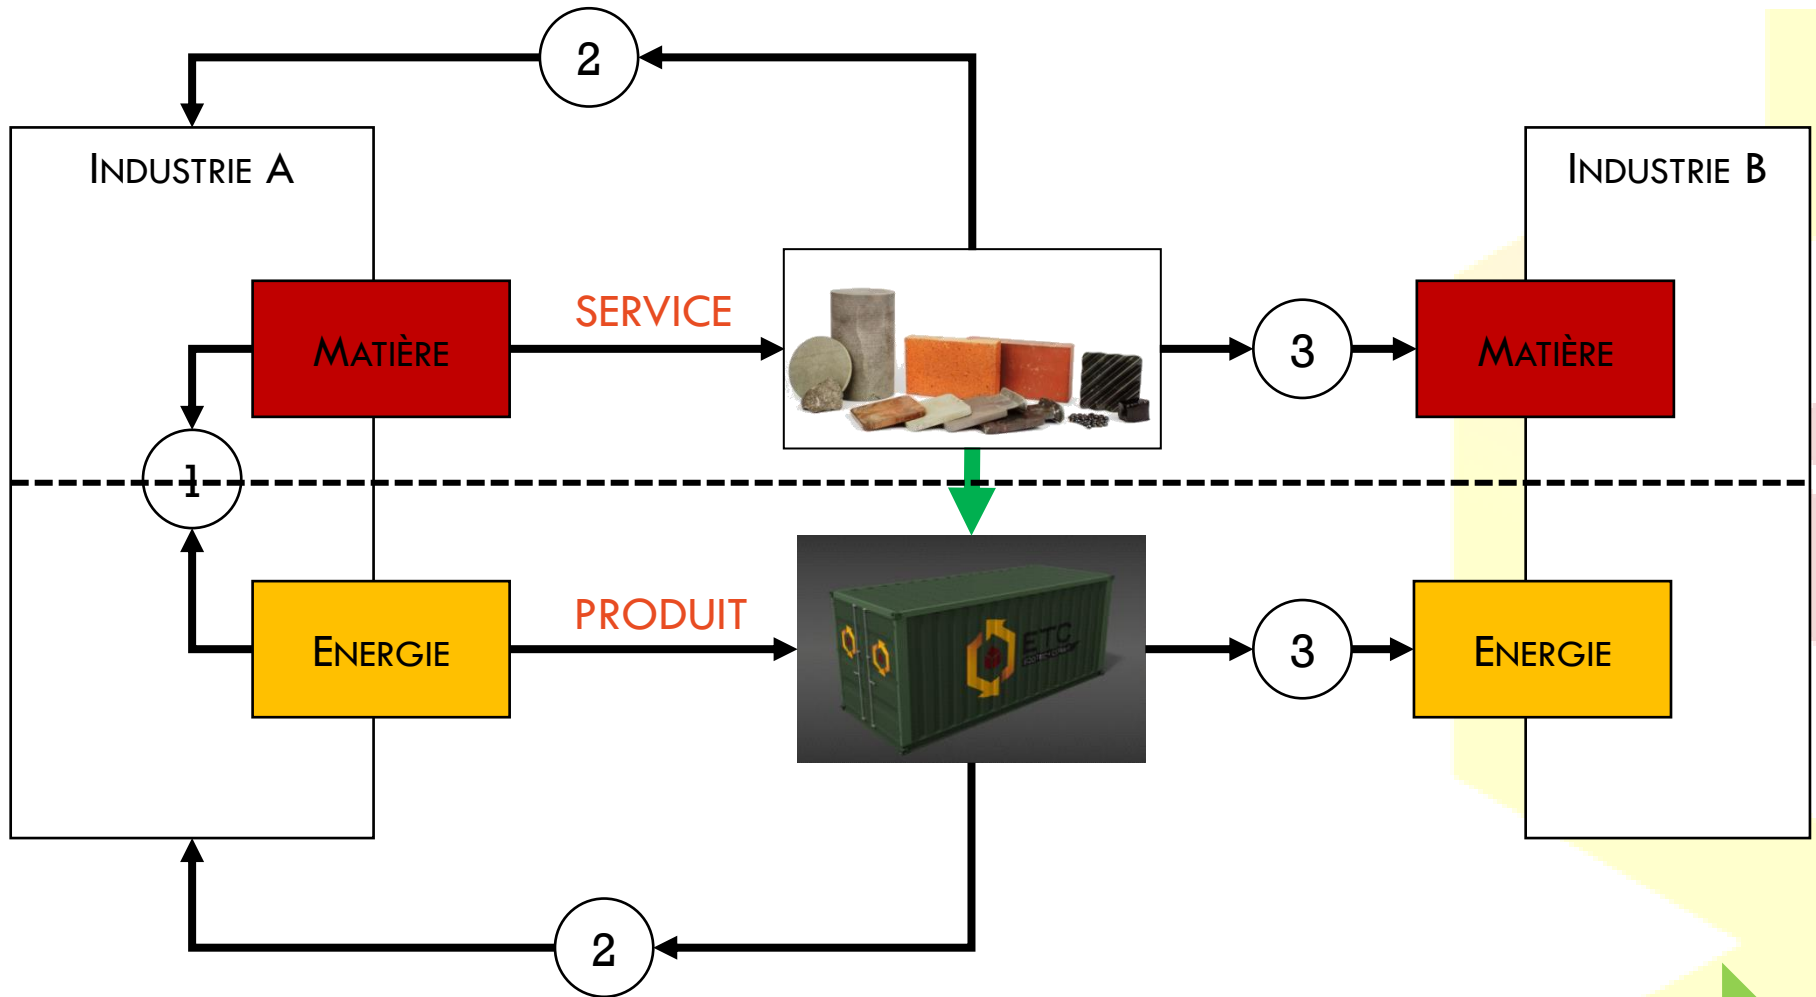 2
INDUSTRIE A
INDUSTRIE B
SERVICE
MATIÈRE
3
MATIÈRE
1
PRODUIT
ETC
ENERGIE
3
ENERGIE
2